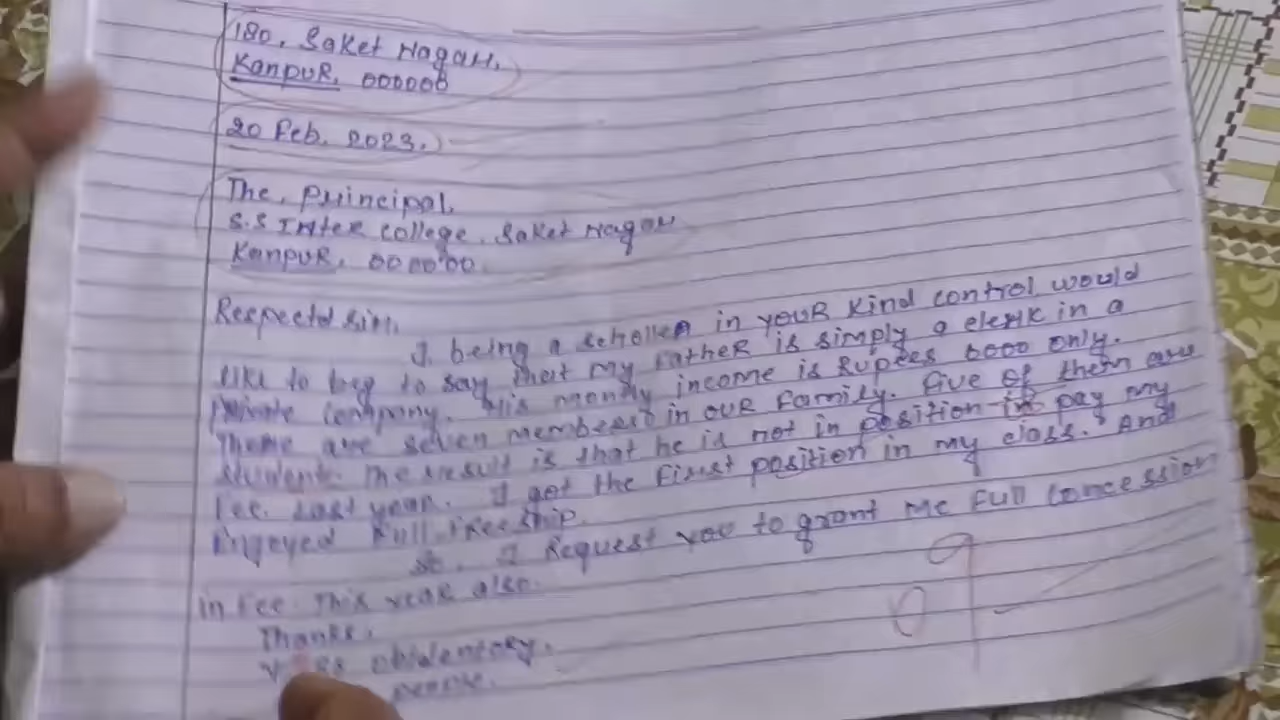 180, Saket Nagar,
Kanpur, 000000
20 Feb, 2023.
The, Principal,
S.S Inter college, Saket Nagar
Kanpur, 000000.
Respected Sir,
I, being a scholler in your kind control, would
like to beg to say that my Father is simply a clerk in a
private company. His montly income is Rupees 6000 only.
There are seven members in our Family. Five of them are
students. The result is that he is not in position in pay my
Fee. Last year. I got the First position in my class. And
Enjoyed Full Freeship.
So, I Request you to grant me Full Concession
in Fee This year also.
Thanks,
obidentory,